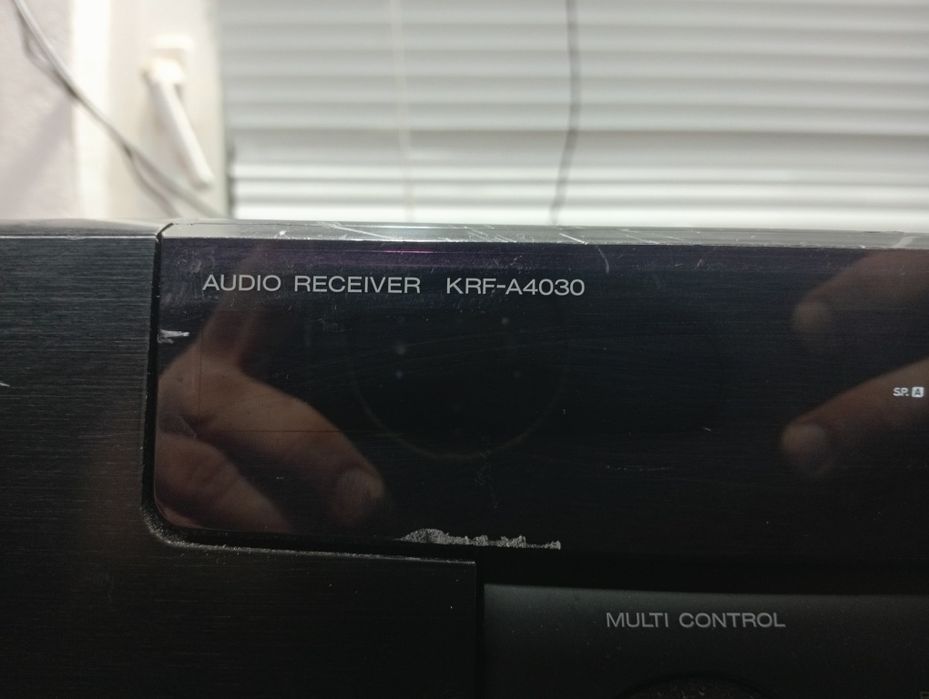 AUDIO RECEIVER KRF-A4030
SP. A
MULTI CONTROL